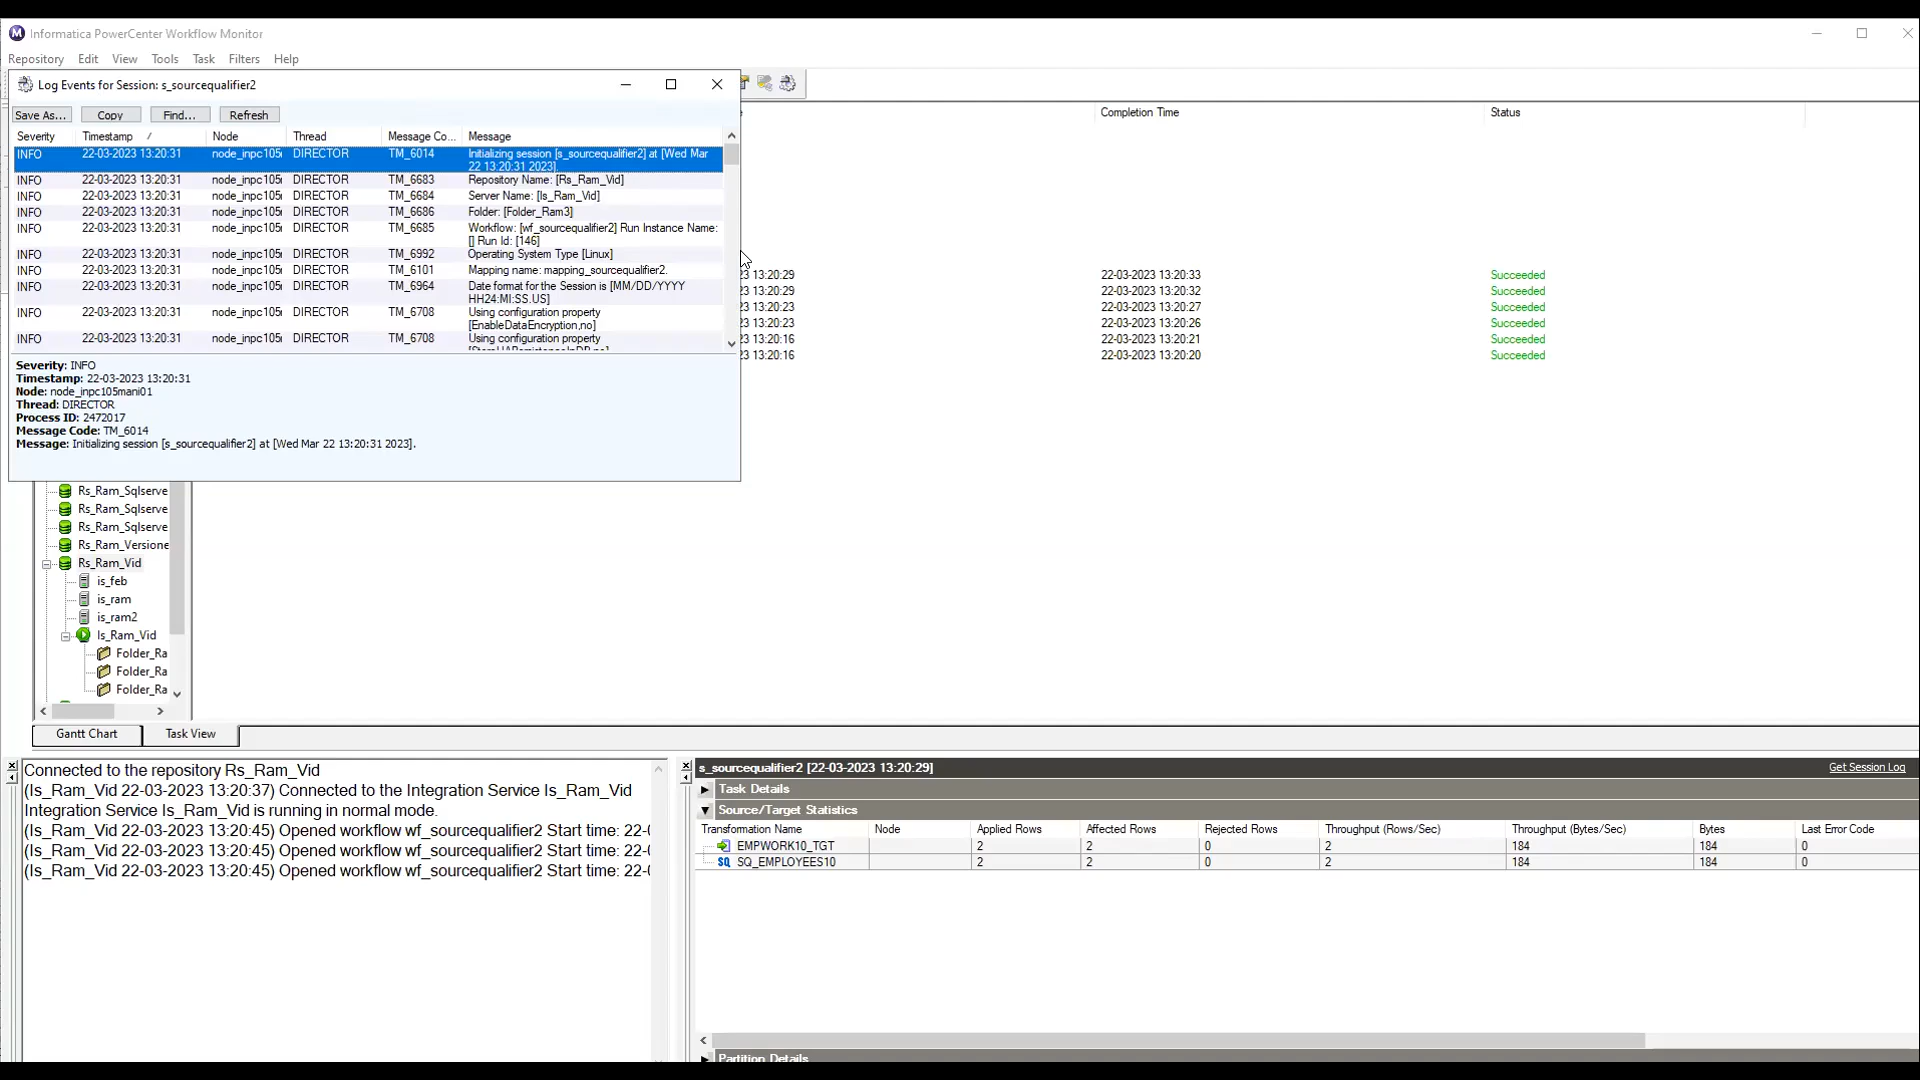 Informatica PowerCenter Workflow Monitor
Repository Edit View Tools Task Filters Help
Log Events for Session: s_sourcequalifier2
Save As... Copy Find... Refresh
Severity Timestamp / Node Thread Message Co... Message
INFO 22-03-2023 13:20:31 node_inpc105 DIRECTOR TM_6014 Initializing session [s_sourcequalifier2] at [Wed Mar
22 13:20:31 2023].
INFO 22-03-2023 13:20:31 node_inpc105 DIRECTOR TM_6683 Repository Name: [Rs_Ram_Vid]
INFO 22-03-2023 13:20:31 node_inpc105 DIRECTOR TM_6684 Server Name: [Is_Ram_Vid]
INFO 22-03-2023 13:20:31 node_inpc105 DIRECTOR TM_6686 Folder: [Folder_Ram3]
INFO 22-03-2023 13:20:31 node_inpc105 DIRECTOR TM_6685 Workflow: [wf_sourcequalifier2] Run Instance Name:
[] Run Id: [146]
INFO 22-03-2023 13:20:31 node_inpc105 DIRECTOR TM_6992 Operating System Type [Linux]
INFO 22-03-2023 13:20:31 node_inpc105 DIRECTOR TM_6101 Mapping name: mapping_sourcequalifier2.
INFO 22-03-2023 13:20:31 node_inpc105 DIRECTOR TM_6964 Date format for the Session is [MM/DD/YYYY
HH24:MI:SS.US]
INFO 22-03-2023 13:20:31 node_inpc105 DIRECTOR TM_6708 Using configuration property
[EnableDataEncryption,no]
INFO 22-03-2023 13:20:31 node_inpc105 DIRECTOR TM_6708 Using configuration property
Severity: INFO
Timestamp: 22-03-2023 13:20:31
Node: node_inpc105mani01
Thread: DIRECTOR
Process ID: 2472017
Message Code: TM_6014
Message: Initializing session [s_sourcequalifier2] at [Wed Mar 22 13:20:31 2023].
Completion Time Status
23 13:20:29 22-03-2023 13:20:33 Succeeded
23 13:20:29 22-03-2023 13:20:32 Succeeded
23 13:20:23 22-03-2023 13:20:27 Succeeded
23 13:20:23 22-03-2023 13:20:26 Succeeded
23 13:20:16 22-03-2023 13:20:21 Succeeded
23 13:20:16 22-03-2023 13:20:20 Succeeded
Rs_Ram_Sqlserve
Rs_Ram_Sqlserve
Rs_Ram_Sqlserve
Rs_Ram_Versione
Rs_Ram_Vid
is_feb
is_ram
is_ram2
Is_Ram_Vid
Folder_Ra
Folder_Ra
Folder_Ra
Gantt Chart Task View
Connected to the repository Rs_Ram_Vid
(Is_Ram_Vid 22-03-2023 13:20:37) Connected to the Integration Service Is_Ram_Vid
Integration Service Is_Ram_Vid is running in normal mode.
(Is_Ram_Vid 22-03-2023 13:20:45) Opened workflow wf_sourcequalifier2 Start time: 22-0
(Is_Ram_Vid 22-03-2023 13:20:45) Opened workflow wf_sourcequalifier2 Start time: 22-0
(Is_Ram_Vid 22-03-2023 13:20:45) Opened workflow wf_sourcequalifier2 Start time: 22-0
s_sourcequalifier2 [22-03-2023 13:20:29] Get Session Log
Task Details
Source/Target Statistics
Transformation Name Node Applied Rows Affected Rows Rejected Rows Throughput (Rows/Sec) Throughput (Bytes/Sec) Bytes Last Error Code
EMPWORK10_TGT 2 2 0 2 184 184 0
SQ SQ_EMPLOYEES10 2 2 0 2 184 184 0
Partition Details